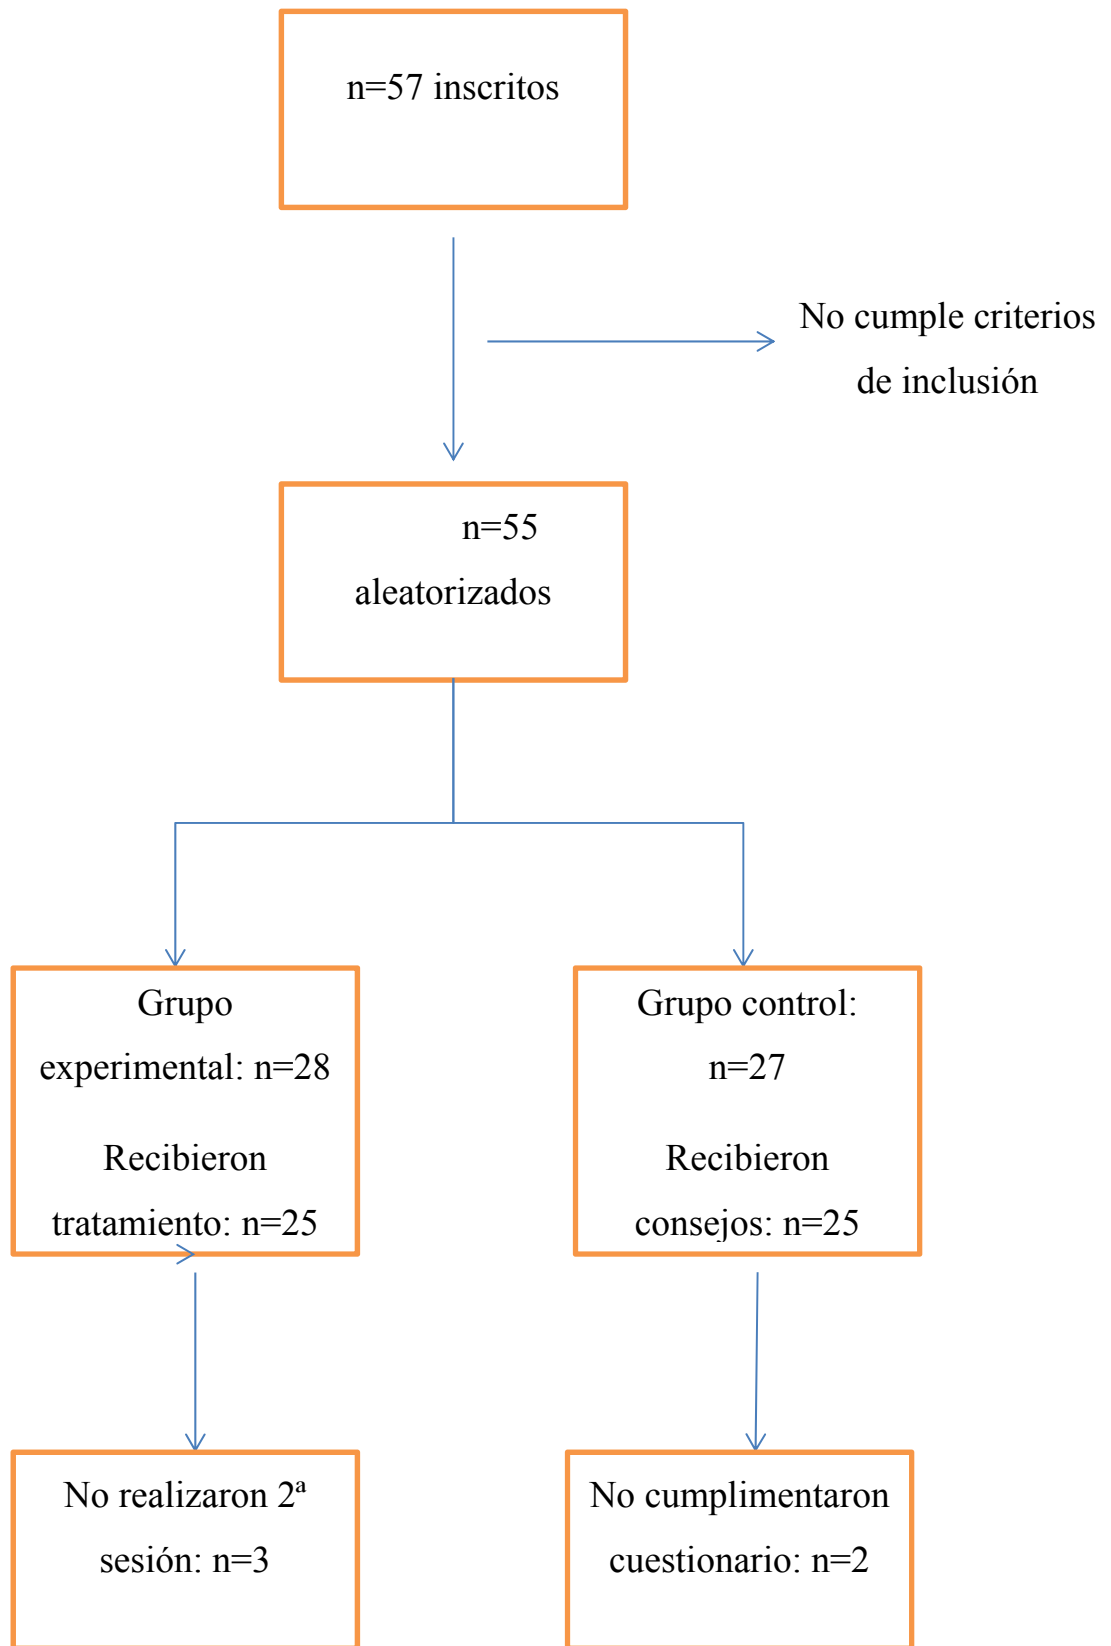 n=57 inscritos
No cumple criterios
de inclusión
n=55
aleatorizados
Grupo
experimental: n=28
Recibieron
tratamiento: n=25
Grupo control:
n=27
Recibieron
consejos: n=25
No realizaron 2ª
sesión: n=3
No cumplimentaron
cuestionario: n=2